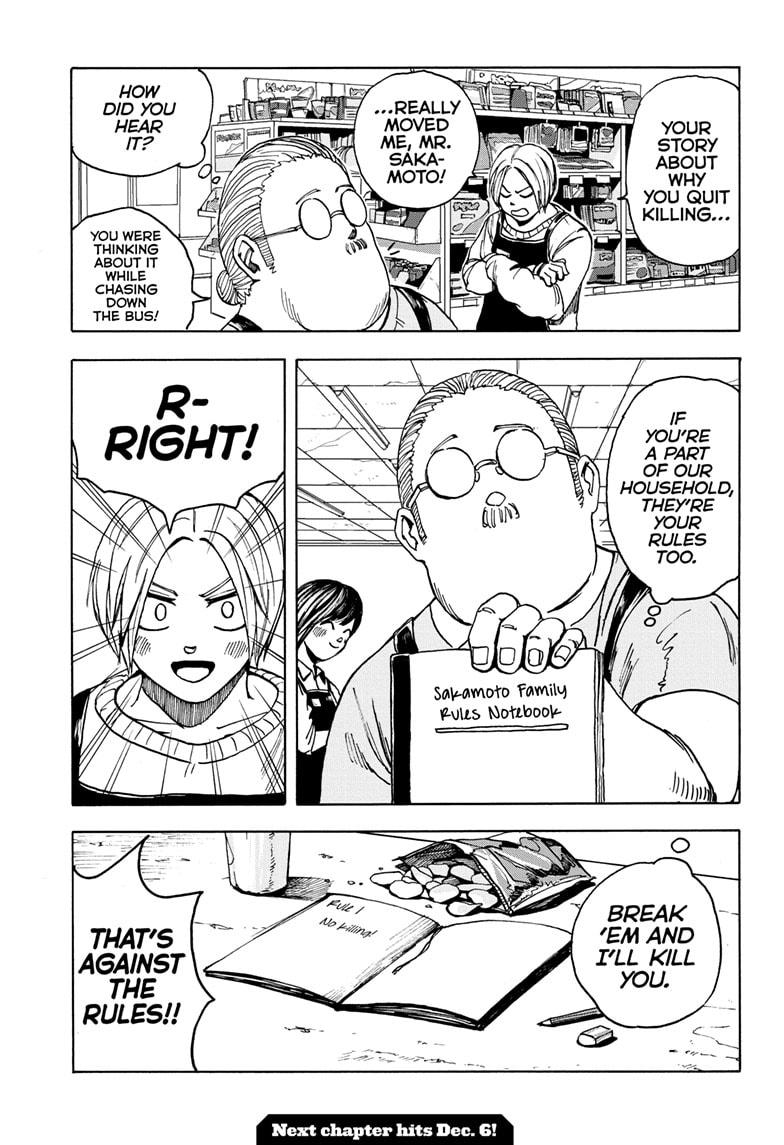 YOUR
STORY
ABOUT
WHY
YOU QUIT
KILLING...
...REALLY
MOVED
ME, MR.
SAKA-
MOTO!
HOW
DID YOU
HEAR
IT?
YOU WERE
THINKING
ABOUT IT
WHILE
CHASING
DOWN
THE BUS!
IF
YOU'RE
A PART
OF OUR
HOUSEHOLD,
THEY'RE
YOUR
RULES
TOO.
Sakamoto Family
Rules Notebook
R-
RIGHT!
BREAK
'EM AND
I'LL KILL
YOU.
Rule 1
No killing!
THAT'S
AGAINST
THE
RULES!!
Next chapter hits Dec. 6!